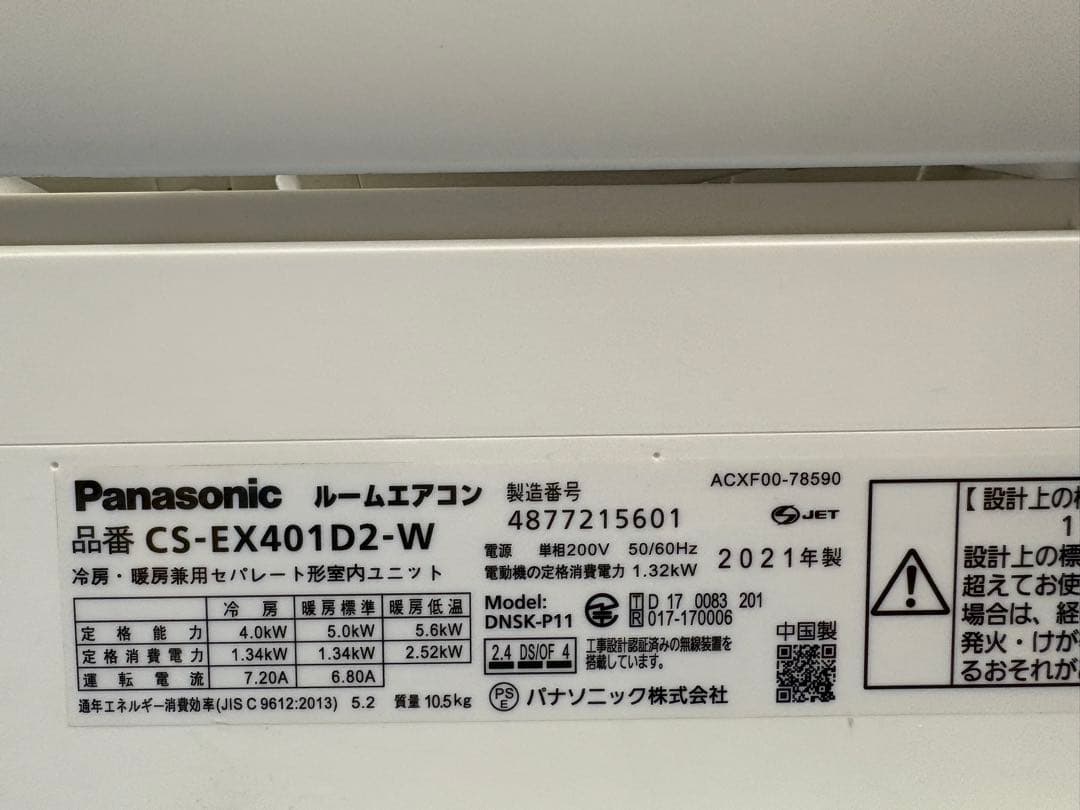 Panasonic ルームエアコン
品番 CS-EX401D2-W
冷房・暖房兼用セパレート形室内ユニット
冷房 暖房標準 暖房低温
定格能力 4.0kW 5.0kW 5.6kW
定格消費電力 1.34kW 1.34kW 2.52kW
運転電流 7.20A 6.80A
通年エネルギー消費効率(JIS C 9612:2013) 5.2 質量 10.5kg
製造番号
4877215601
ACXF00-78590
JET
電源 単相200V 50/60Hz
電動機の定格消費電力 1.32kW
2021年製
Model:
DNSK-P11
T D 17 0083 201
R 017-170006
2.4 DS/OF 4
工事設計認証済みの無線装置を
搭載しています。
PSE パナソニック株式会社
中国製
【設計上の標
1
設計上の標
超えてお使
場合は、経
発火・けが
るおそれが